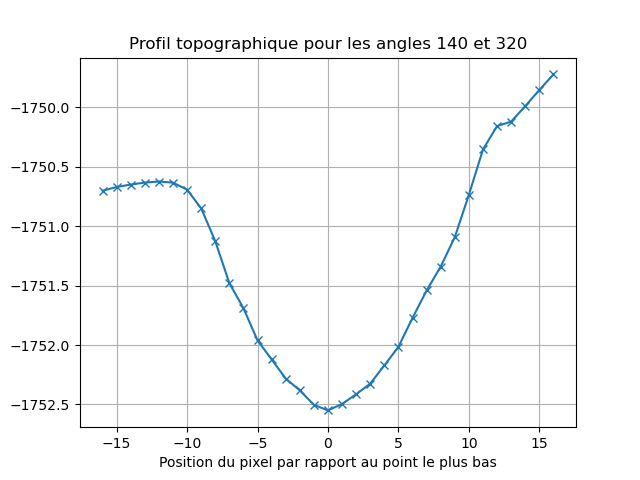 Profil topographique pour les angles 140 et 320
−1750.0
−1750.5
−1751.0
−1751.5
−1752.0
−1752.5
−15 −10 −5 0 5 10 15
Position du pixel par rapport au point le plus bas